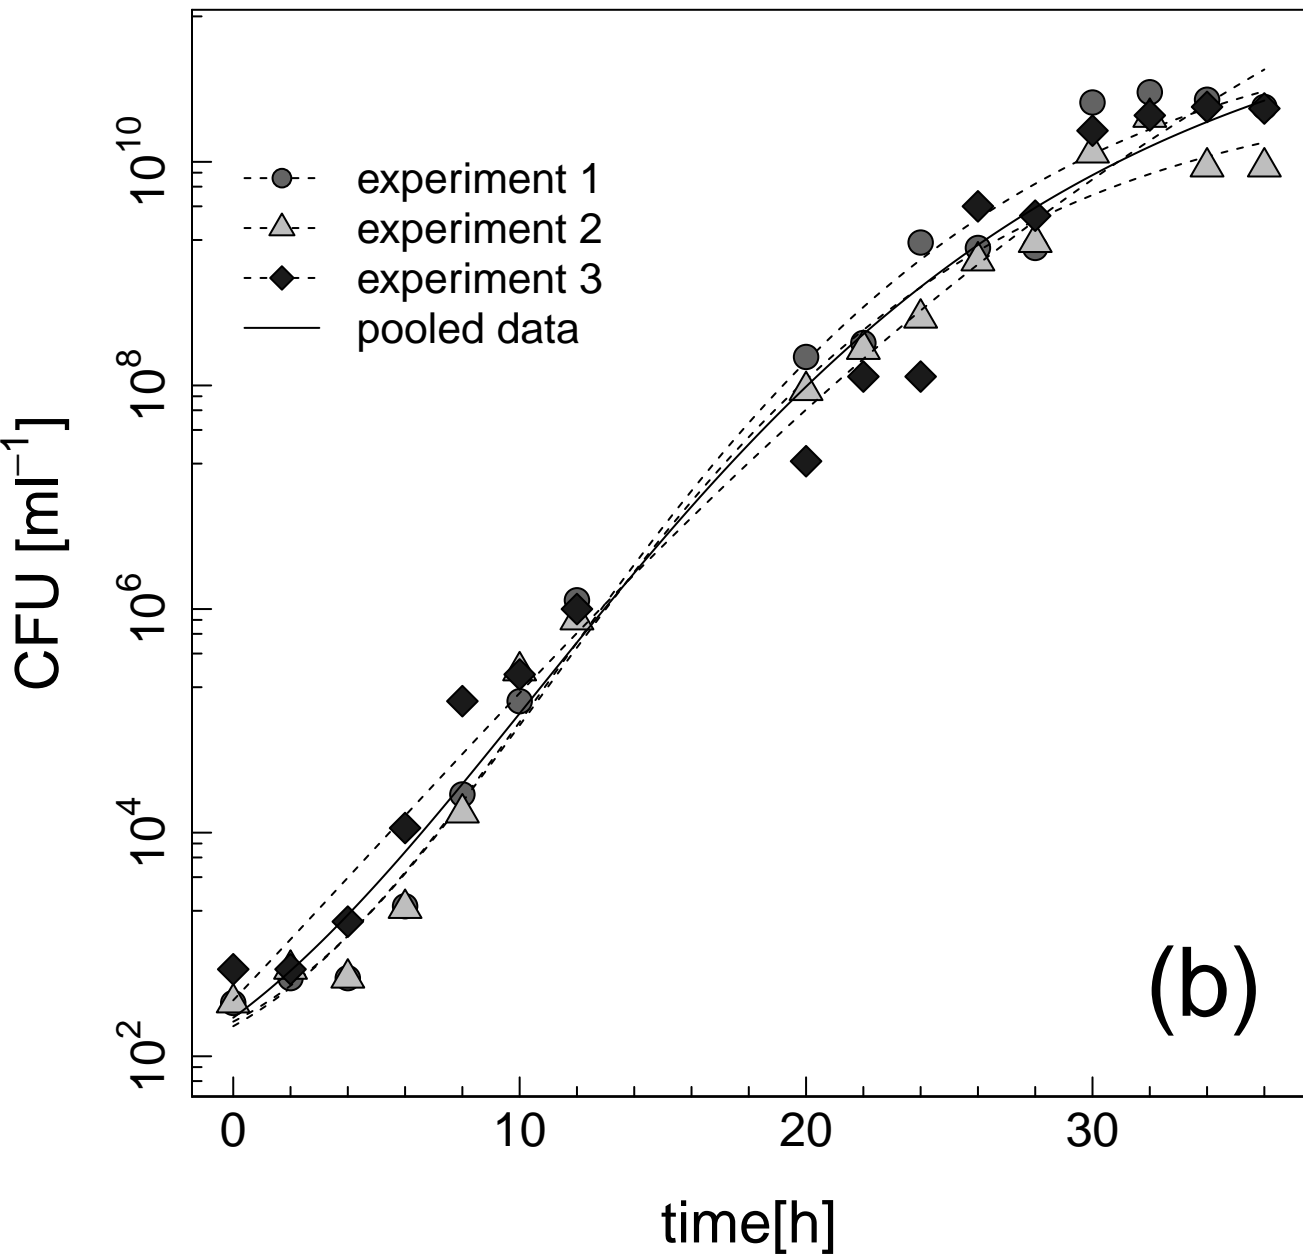 CFU [ml⁻¹]
10¹⁰
10⁸
10⁶
10⁴
10²
experiment 1
experiment 2
experiment 3
pooled data
(b)
0 10 20 30
time[h]